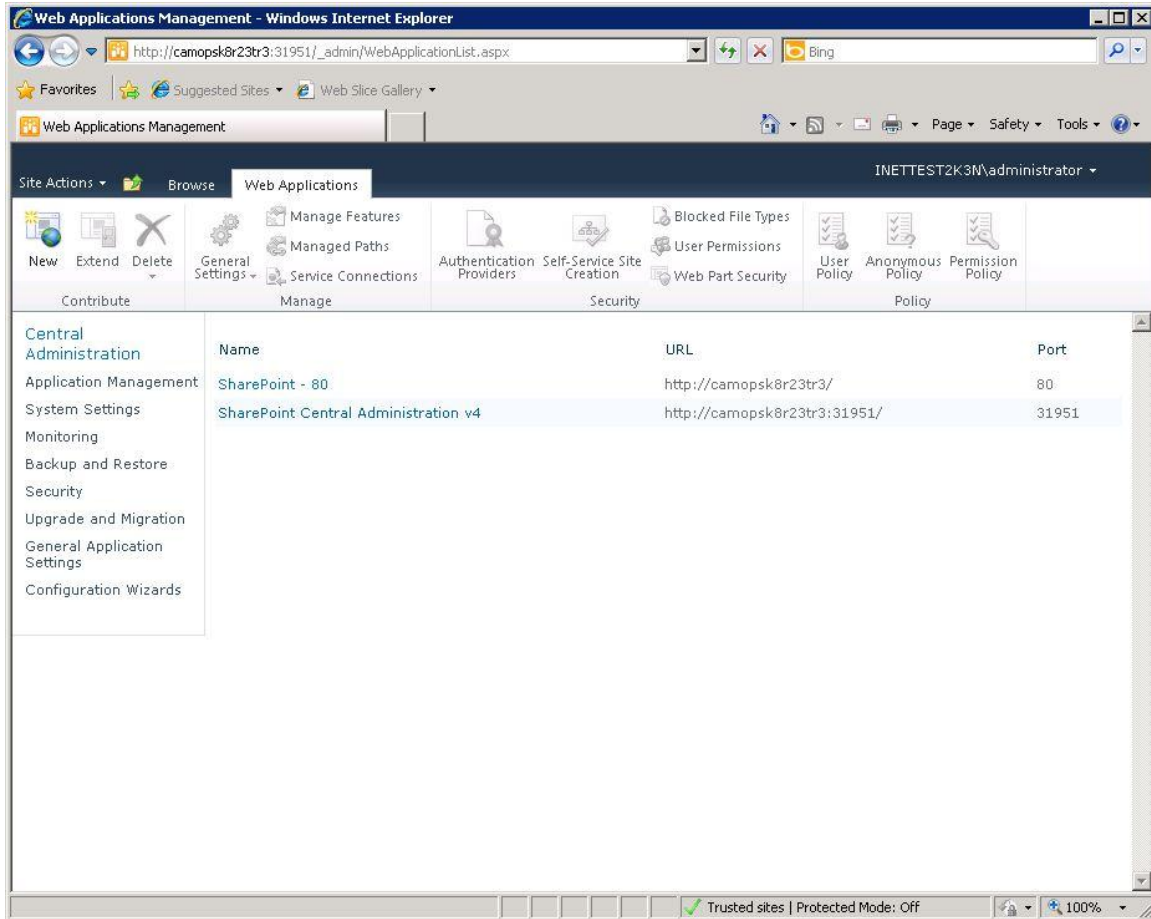 Web Applications Management - Windows Internet Explorer
http://camopsk8r23tr3:31951/_admin/WebApplicationList.aspx
Bing
Favorites
Suggested Sites
Web Slice Gallery
Web Applications Management
Page
Safety
Tools
Site Actions
Browse
Web Applications
INETTEST2K3N\administrator
New
Extend
Delete
Contribute
General
Settings
Manage Features
Managed Paths
Service Connections
Manage
Authentication
Providers
Self-Service Site
Creation
Blocked File Types
User Permissions
Web Part Security
Security
User
Policy
Anonymous
Policy
Permission
Policy
Policy
Central
Administration
Application Management
System Settings
Monitoring
Backup and Restore
Security
Upgrade and Migration
General Application
Settings
Configuration Wizards
Name URL Port
SharePoint - 80 http://camopsk8r23tr3/ 80
SharePoint Central Administration v4 http://camopsk8r23tr3:31951/ 31951
Trusted sites | Protected Mode: Off
100%